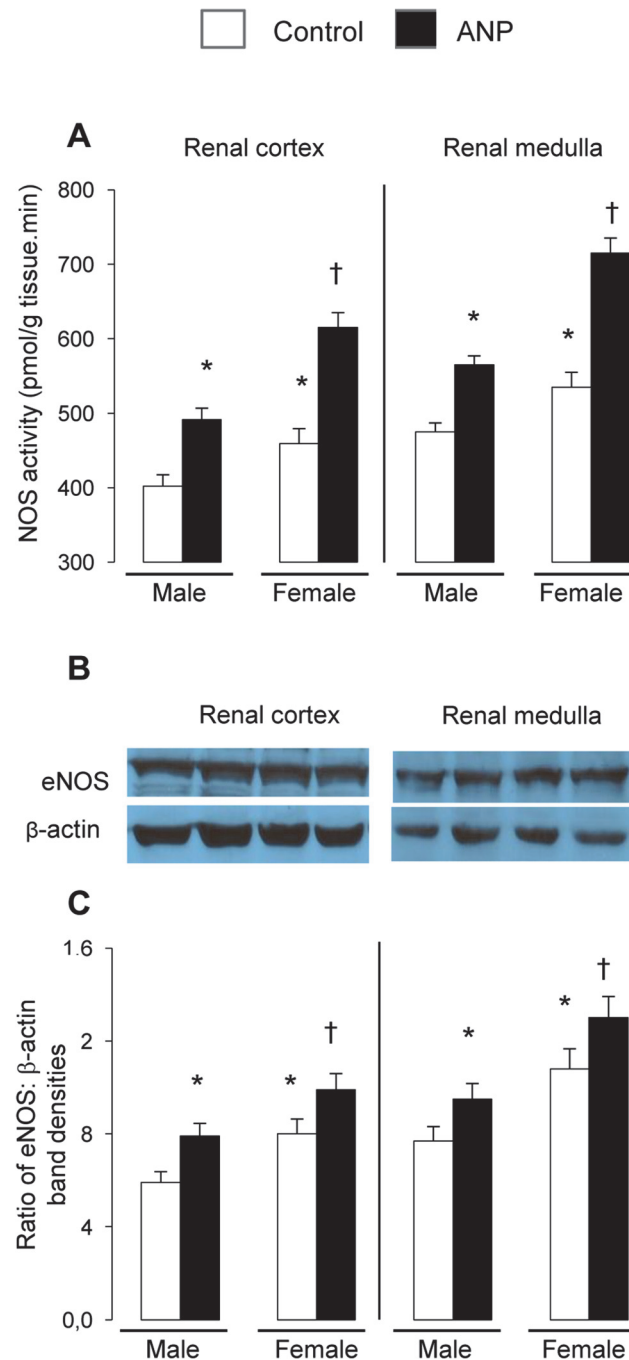 Control ANP
A
Renal cortex Renal medulla
NOS activity (pmol/g tissue.min)
800
700
600
500
400
300
* * † * * †
Male Female Male Female
B
Renal cortex Renal medulla
eNOS
β-actin
C
Ratio of eNOS: β-actin
band densities
1.6
2
8
4
0,0
* * † * * †
Male Female Male Female